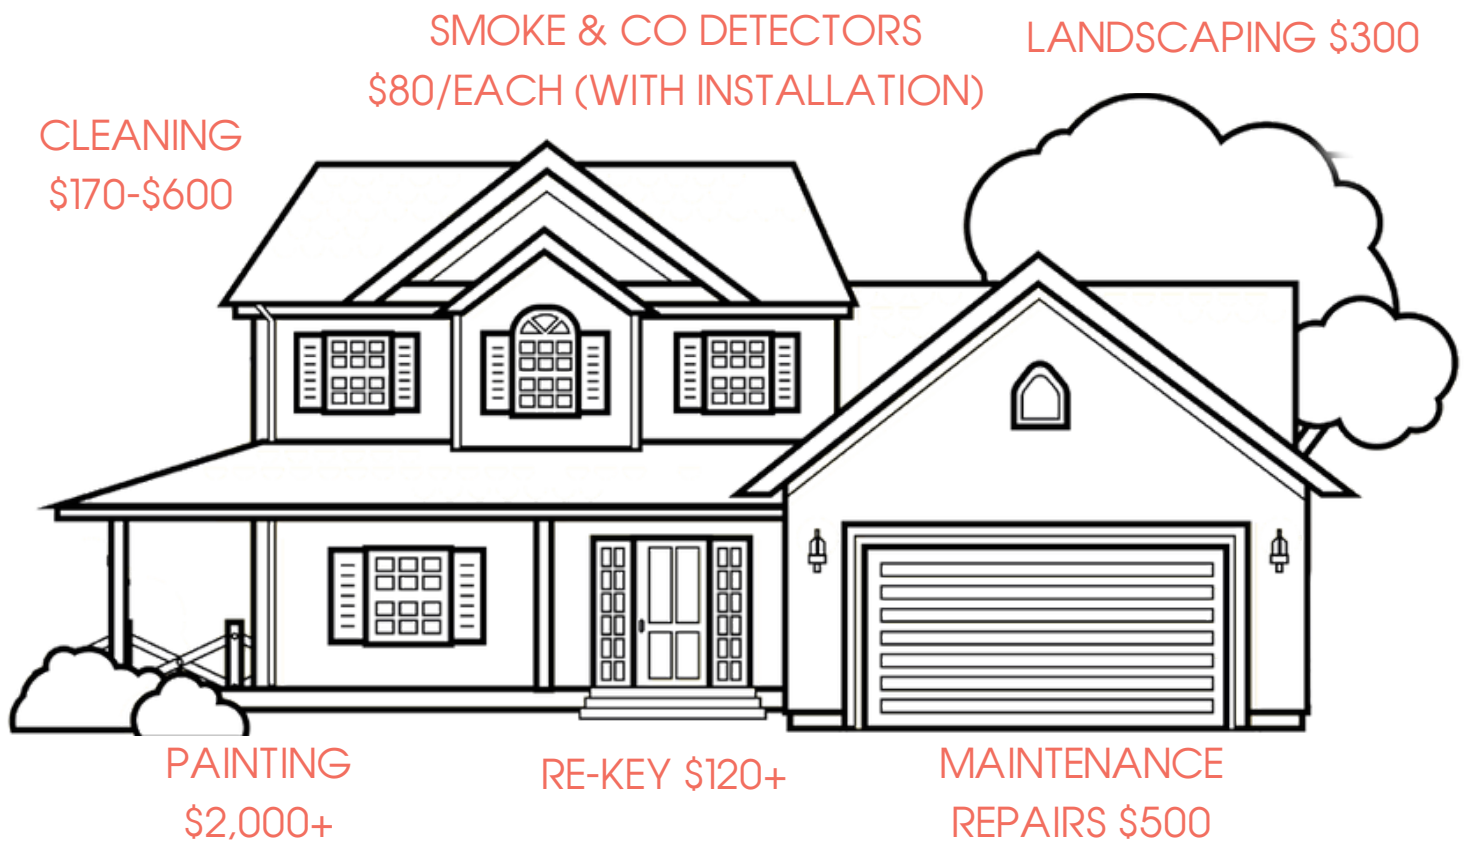 SMOKE & CO DETECTORS
$80/EACH (WITH INSTALLATION)
LANDSCAPING $300
CLEANING
$170-$600
PAINTING
$2,000+
RE-KEY $120+
MAINTENANCE
REPAIRS $500